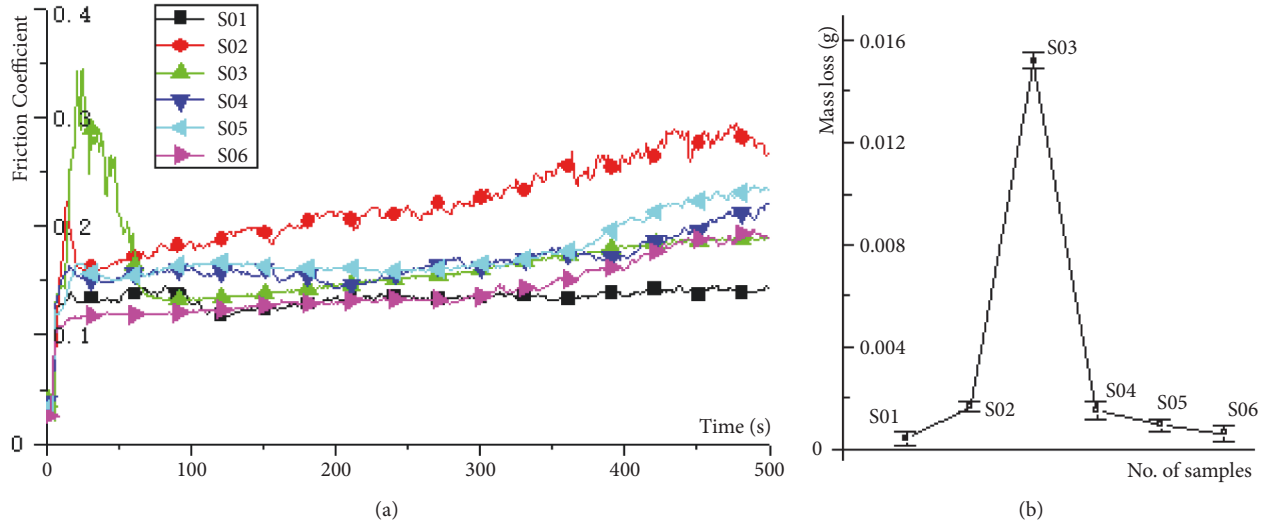 Friction Coefficient
0.4
0.3
0.2
0.1
0
S01
S02
S03
S04
S05
S06
Time (s)
0 100 200 300 400 500
(a)
Mass loss (g)
0.016
0.012
0.008
0.004
0
S01
S02
S03
S04
S05
S06
No. of samples
(b)